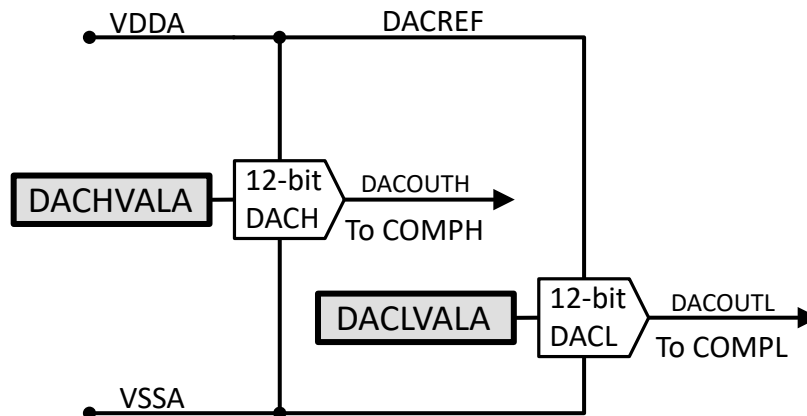 VDDA
DACREF
DACHVALA
12-bit
DACH
DACOUTH
To COMPH
DACLVALA
12-bit
DACL
DACOUTL
To COMPL
VSSA